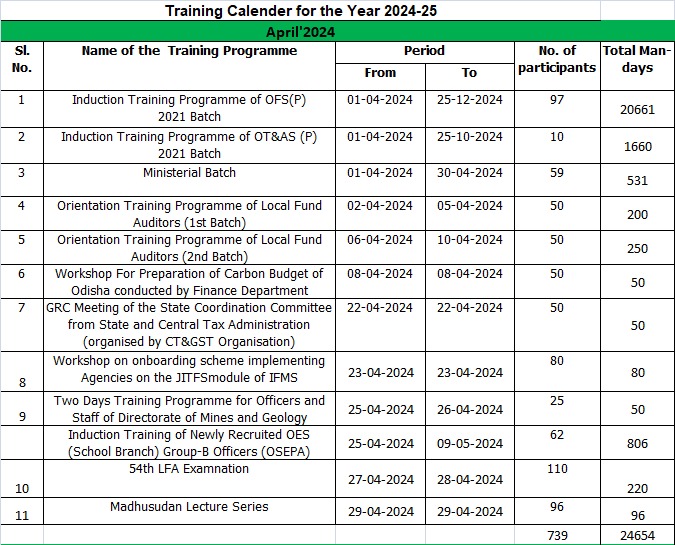 Training Calender for the Year 2024-25
April'2024
Sl. No. Name of the Training Programme Period No. of participants Total Man-days
From To
1 Induction Training Programme of OFS(P) 2021 Batch 01-04-2024 25-12-2024 97 20661
2 Induction Training Programme of OT&AS (P) 2021 Batch 01-04-2024 25-10-2024 10 1660
3 Ministerial Batch 01-04-2024 30-04-2024 59 531
4 Orientation Training Programme of Local Fund Auditors (1st Batch) 02-04-2024 05-04-2024 50 200
5 Orientation Training Programme of Local Fund Auditors (2nd Batch) 06-04-2024 10-04-2024 50 250
6 Workshop For Preparation of Carbon Budget of Odisha conducted by Finance Department 08-04-2024 08-04-2024 50 50
7 GRC Meeting of the State Coordination Committee from State and Central Tax Administration (organised by CT&GST Organisation) 22-04-2024 22-04-2024 50 50
8 Workshop on onboarding scheme implementing Agencies on the JITFSmodule of IFMS 23-04-2024 23-04-2024 80 80
9 Two Days Training Programme for Officers and Staff of Directorate of Mines and Geology 25-04-2024 26-04-2024 25 50
Induction Training of Newly Recruited OES (School Branch) Group-B Officers (OSEPA) 25-04-2024 09-05-2024 62 806
10 54th LFA Examnation 27-04-2024 28-04-2024 110 220
11 Madhusudan Lecture Series 29-04-2024 29-04-2024 96 96
739 24654